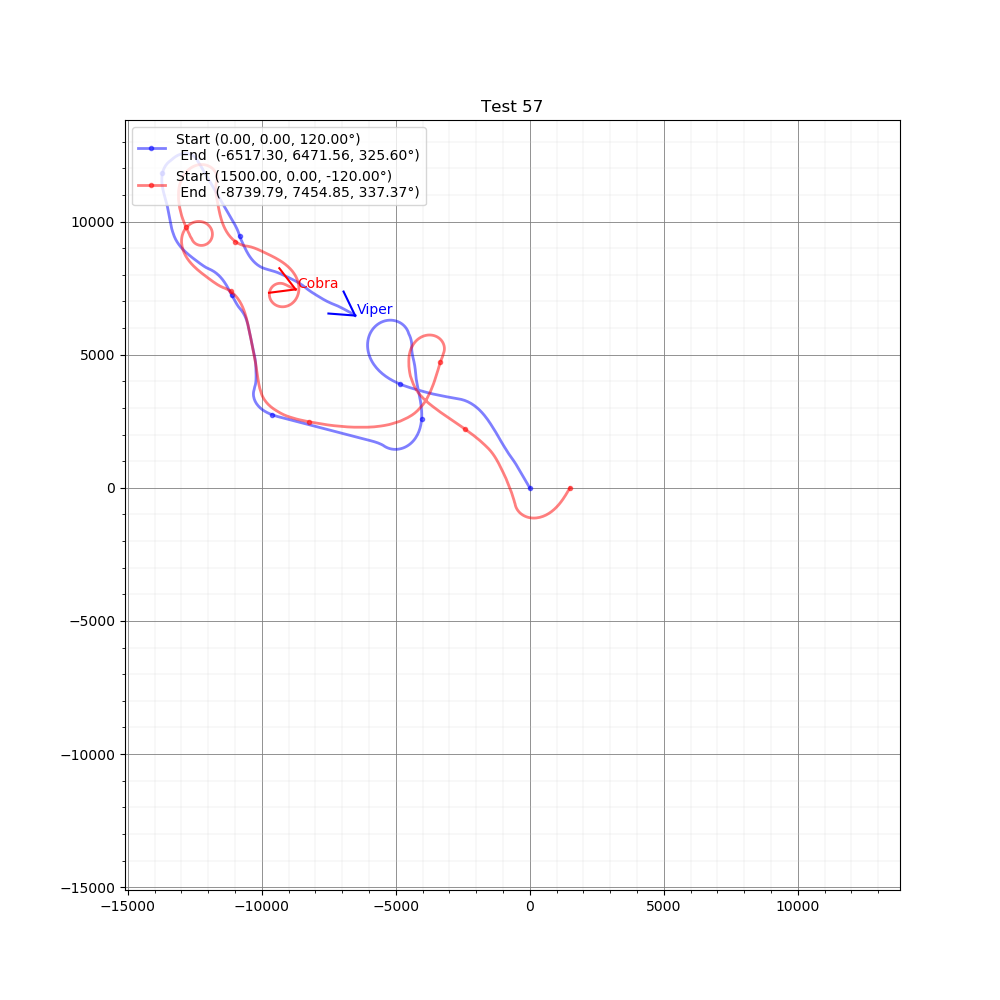 Test 57
Start (0.00, 0.00, 120.00°)
End  (-6517.30, 6471.56, 325.60°)
Start (1500.00, 0.00, -120.00°)
End  (-8739.79, 7454.85, 337.37°)
Cobra
Viper
10000
5000
0
−5000
−10000
−15000
−15000 −10000 −5000 0 5000 10000